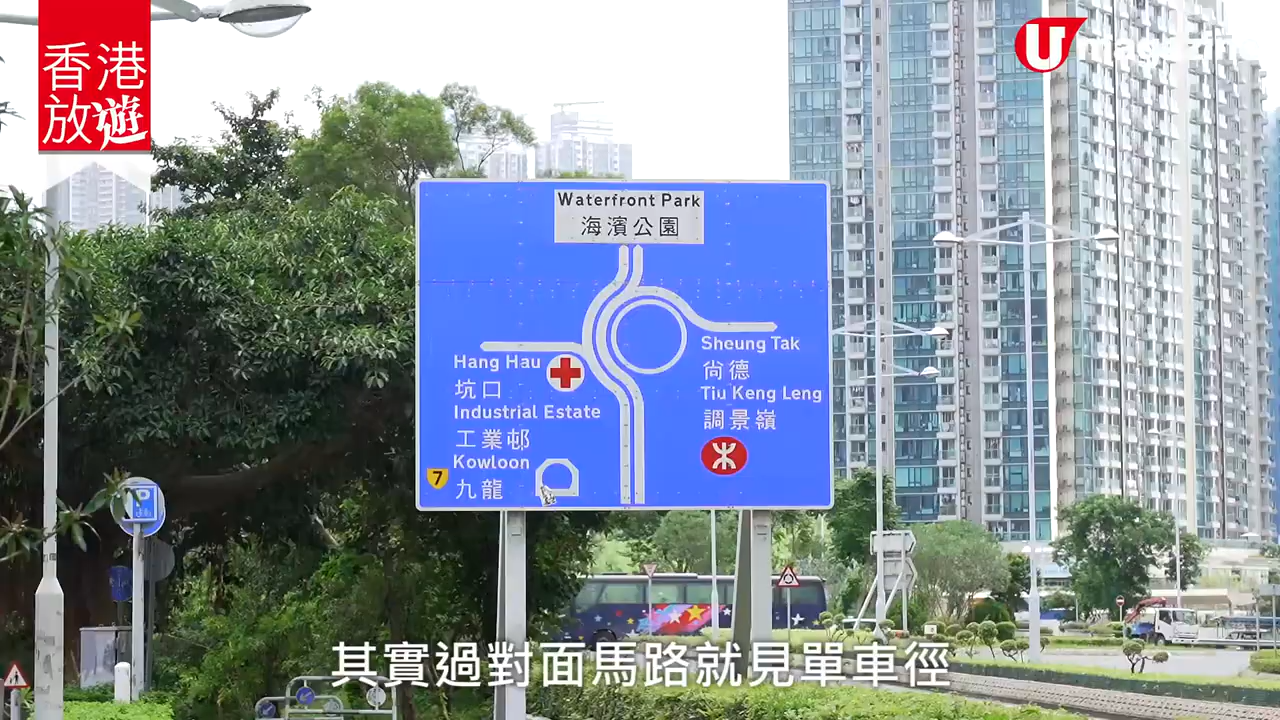 香港
放遊
U magazine
Waterfront Park
海濱公園
Sheung Tak
尚德
Tiu Keng Leng
調景嶺
Hang Hau
坑口
Industrial Estate
工業邨
Kowloon
7
九龍
P
其實過對面馬路就見單車徑